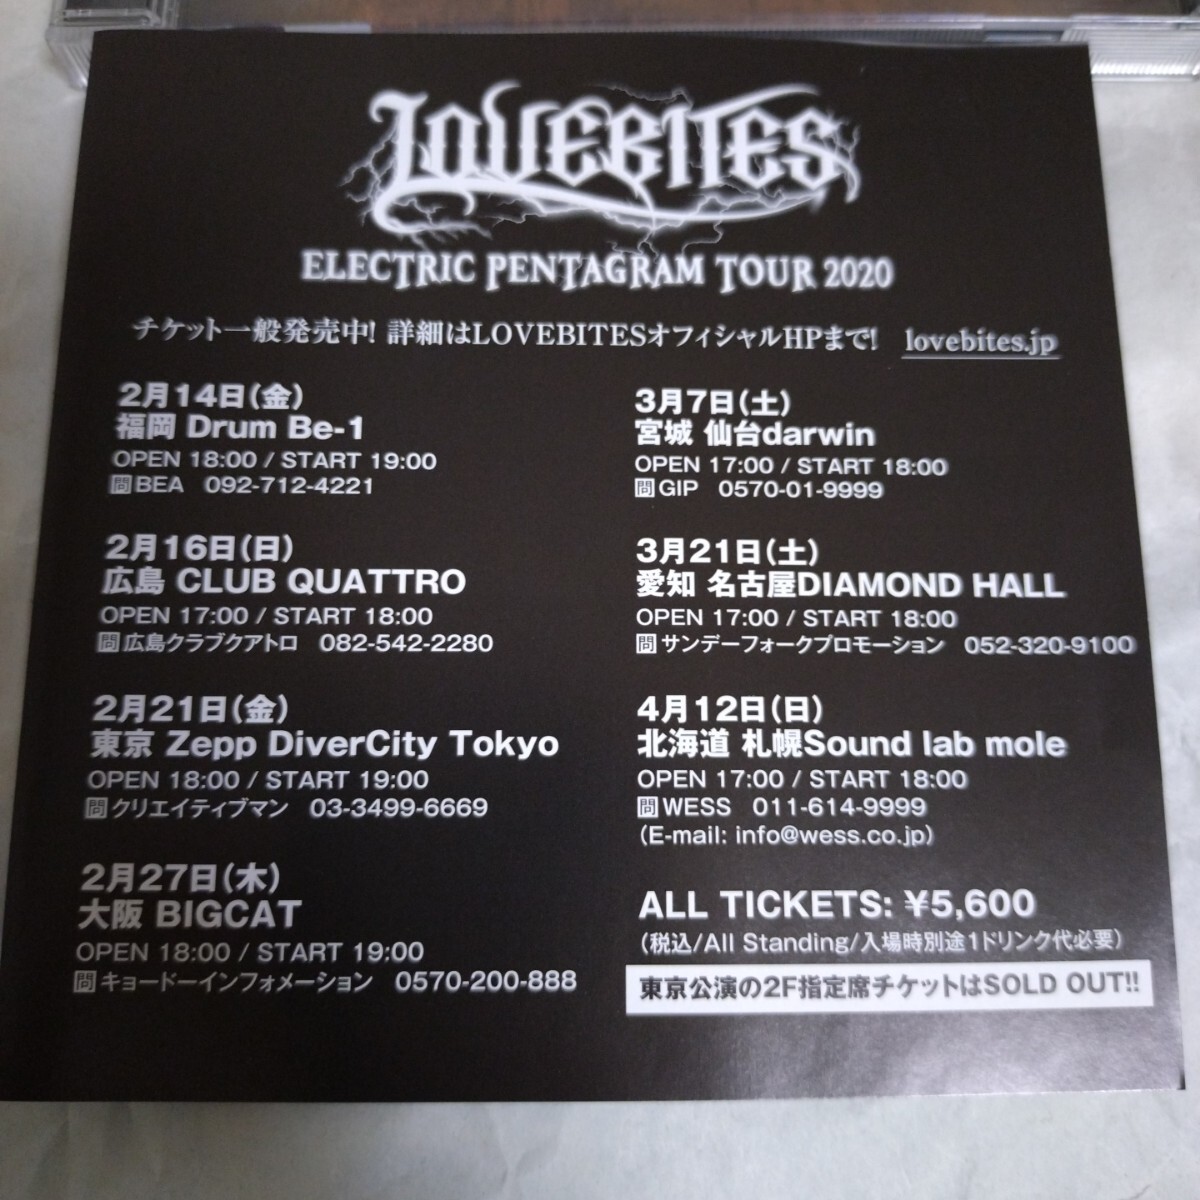 LOVEBITES
ELECTRIC PENTAGRAM TOUR 2020
チケット一般発売中! 詳細はLOVEBITESオフィシャルHPまで! lovebites.jp
2月14日(金)
福岡 Drum Be-1
OPEN 18:00 / START 19:00
問BEA 092-712-4221
2月16日(日)
広島 CLUB QUATTRO
OPEN 17:00 / START 18:00
問広島クラブクアトロ 082-542-2280
2月21日(金)
東京 Zepp DiverCity Tokyo
OPEN 18:00 / START 19:00
問クリエイティブマン 03-3499-6669
2月27日(木)
大阪 BIGCAT
OPEN 18:00 / START 19:00
問キョードーインフォメーション 0570-200-888
3月7日(土)
宮城 仙台darwin
OPEN 17:00 / START 18:00
問GIP 0570-01-9999
3月21日(土)
愛知 名古屋DIAMOND HALL
OPEN 17:00 / START 18:00
問サンデーフォークプロモーション 052-320-9100
4月12日(日)
北海道 札幌Sound lab mole
OPEN 17:00 / START 18:00
問WESS 011-614-9999
(E-mail: info@wess.co.jp)
ALL TICKETS: ¥5,600
(税込/All Standing/入場時別途1ドリンク代必要)
東京公演の2F指定席チケットはSOLD OUT!!